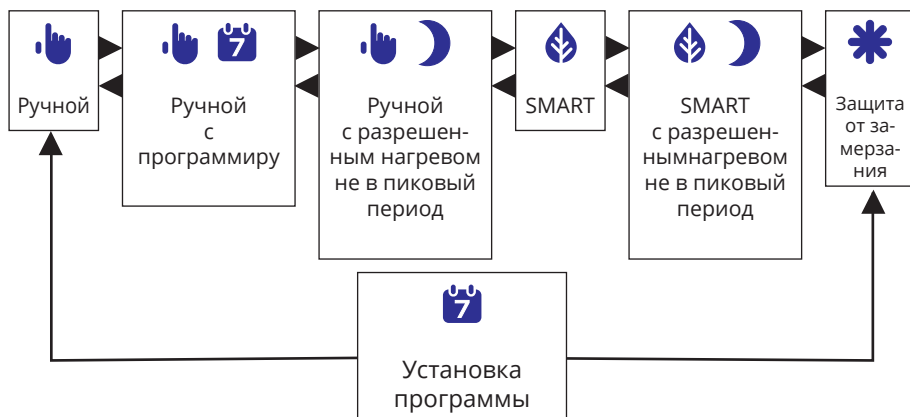 Ручной
7
Ручной
с
программиру
Ручной
с разрешен-
ным нагревом
не в пиковый
период
SMART
SMART
с разрешен-
нымнагревом
не в пиковый
период
Защита
от за-
мерза-
ния
7
Установка
программы